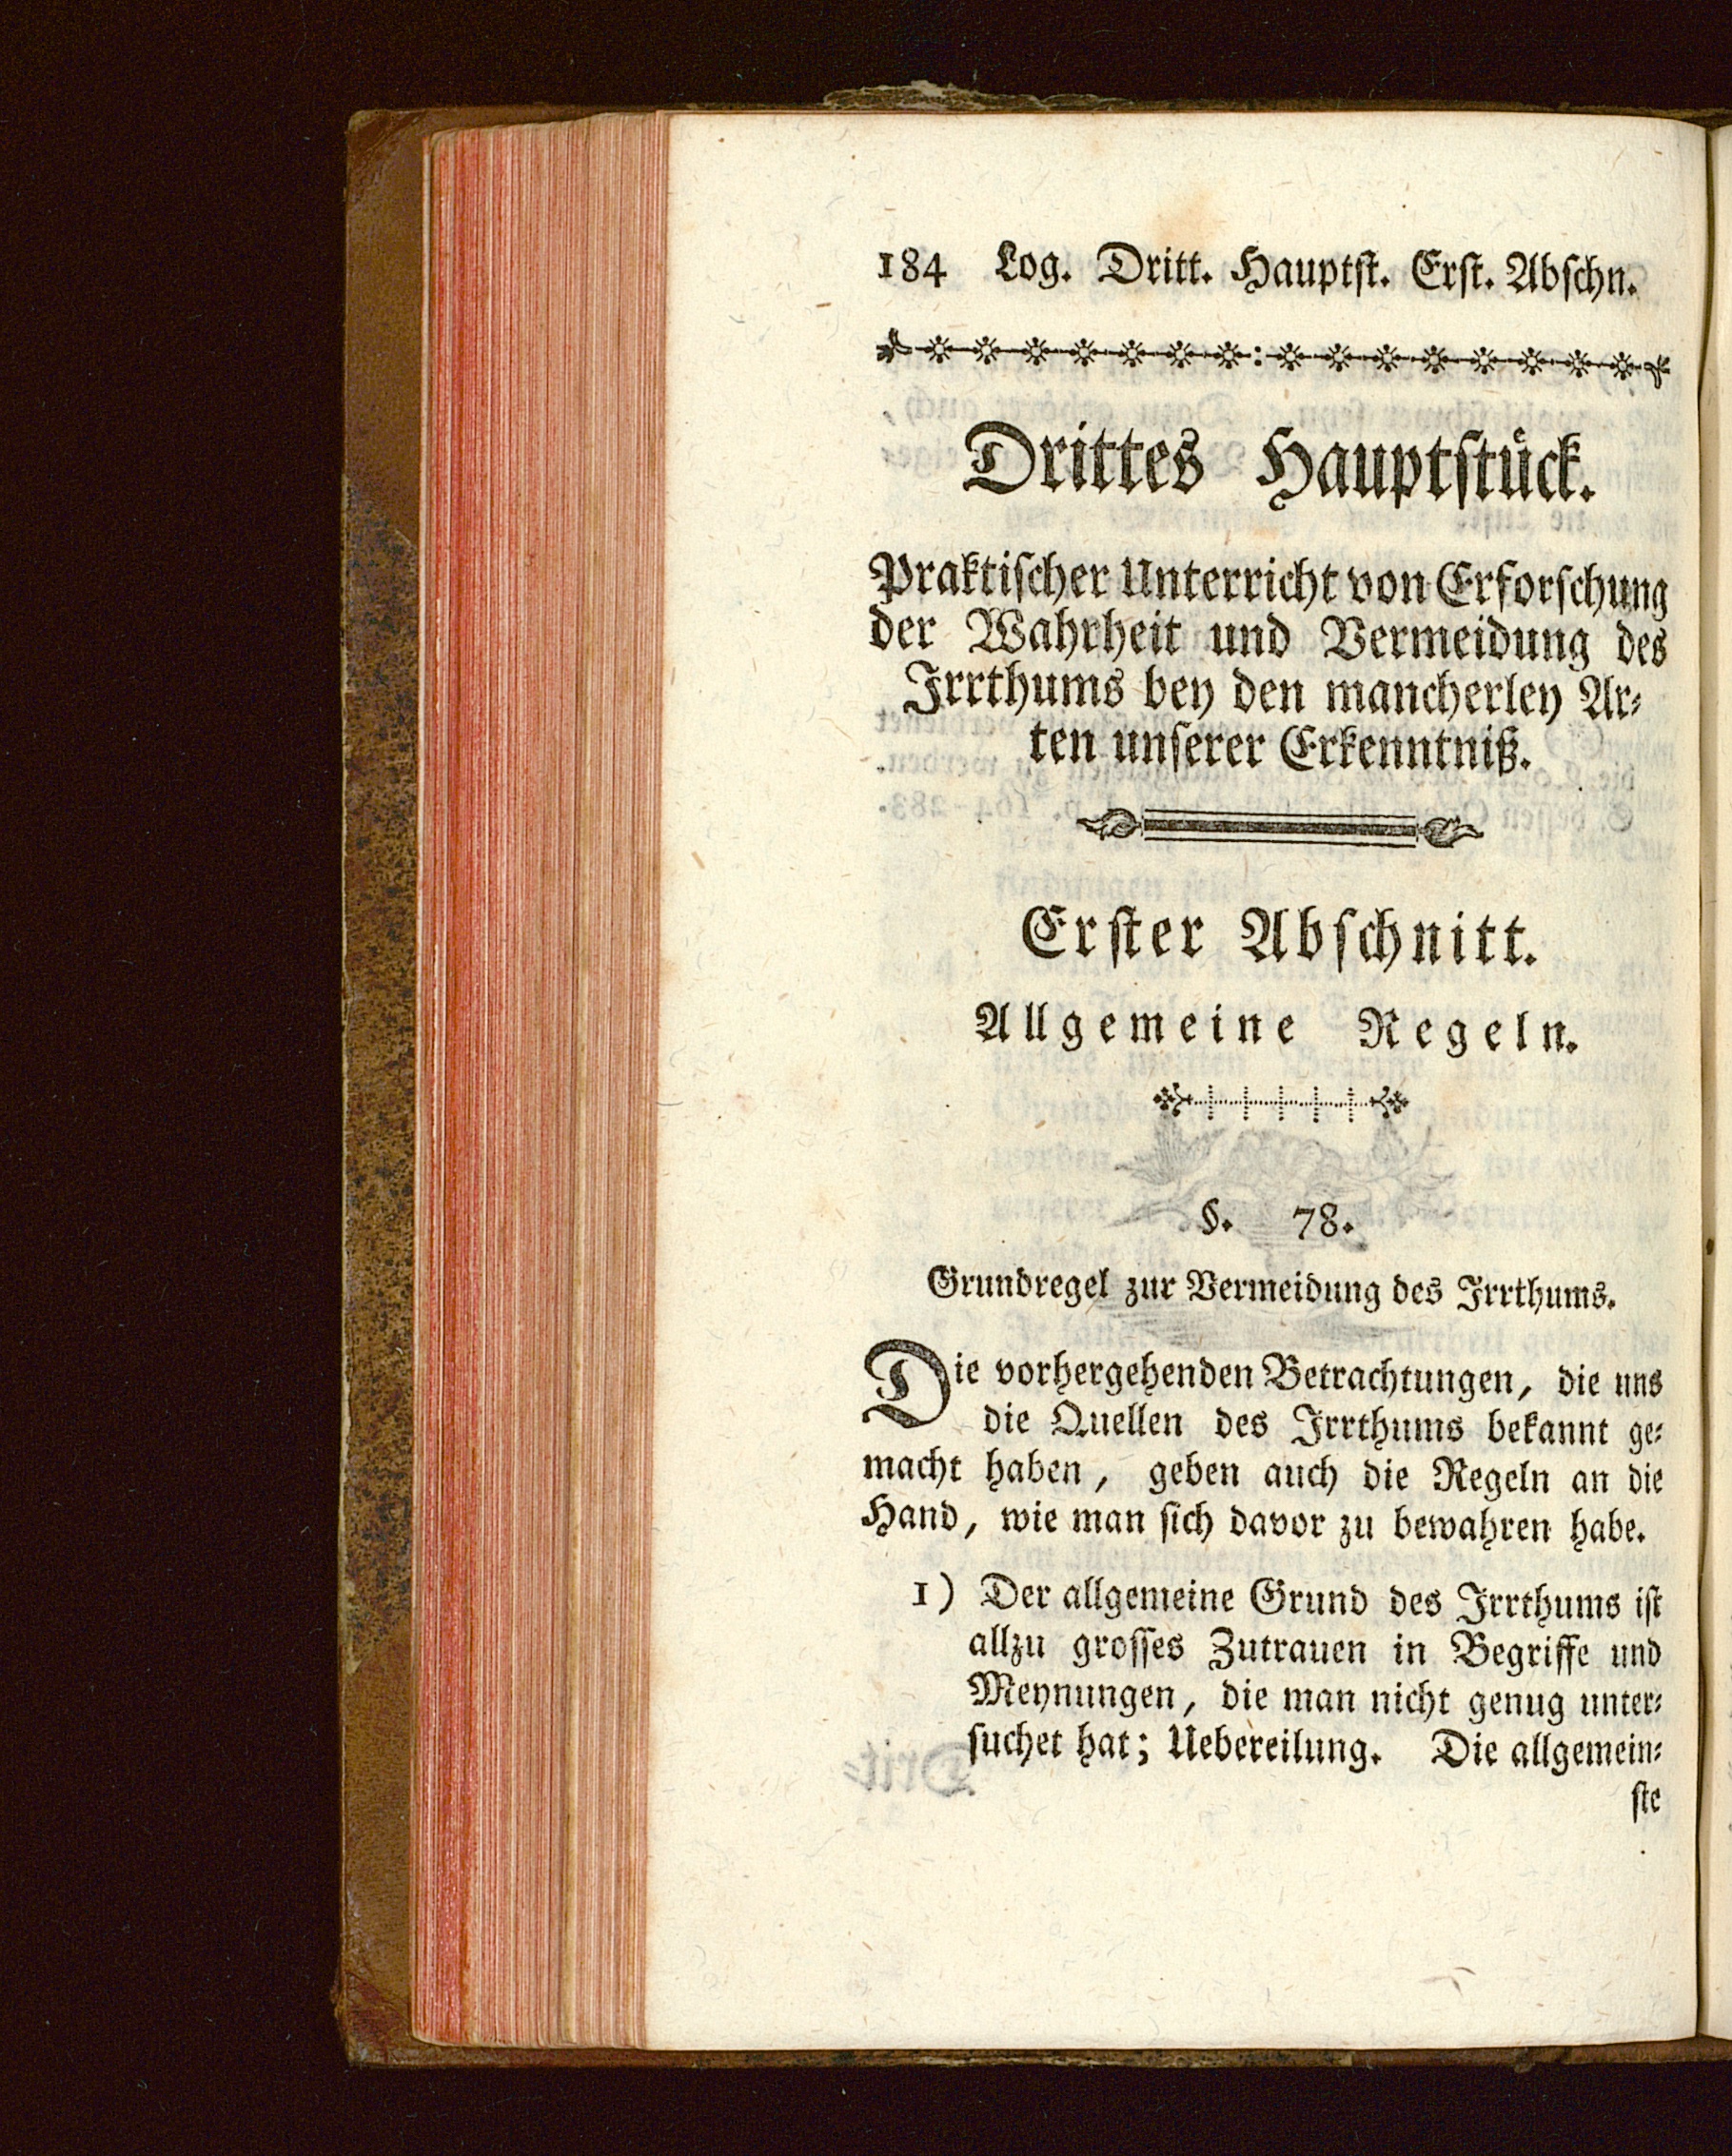 184 Log. Dritt. Hauptst. Erst. Abschn.
Drittes Hauptstück.
Praktischer Unterricht von Erforschung
der Wahrheit und Vermeidung des
Irrthums bey den mancherley Ar-
ten unserer Erkenntniß.
Erster Abschnitt.
Allgemeine Regeln.
§. 78.
Grundregel zur Vermeidung des Irrthums.
Die vorhergehenden Betrachtungen, die uns
die Quellen des Irrthums bekannt ge-
macht haben, geben auch die Regeln an die
Hand, wie man sich davor zu bewahren habe.
1) Der allgemeine Grund des Irrthums ist
allzu grosses Zutrauen in Begriffe und
Meynungen, die man nicht genug unter-
suchet hat; Uebereilung. Die allgemein-
ste